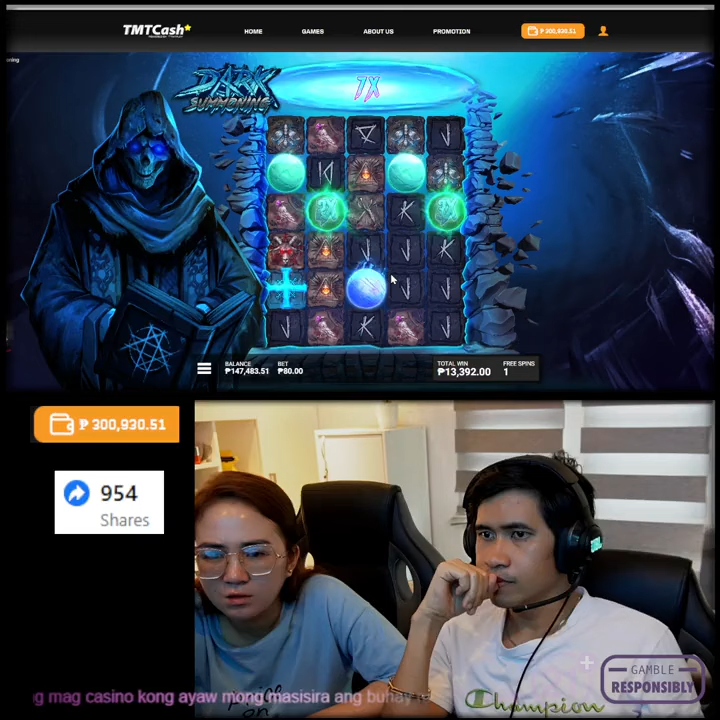 TMTCash
HOME
GAMES
ABOUT US
PROMOTION
₱ 300,930.51
DARK
SUMMONING
7X
BALANCE
₱147,483.51
BET
₱80.00
TOTAL WIN
₱13,392.00
FREE SPINS
1
₱ 300,930.51
954
Shares
GAMBLE
RESPONSIBLY
Champion
g mag casino kong ayaw mong masisira ang buhay